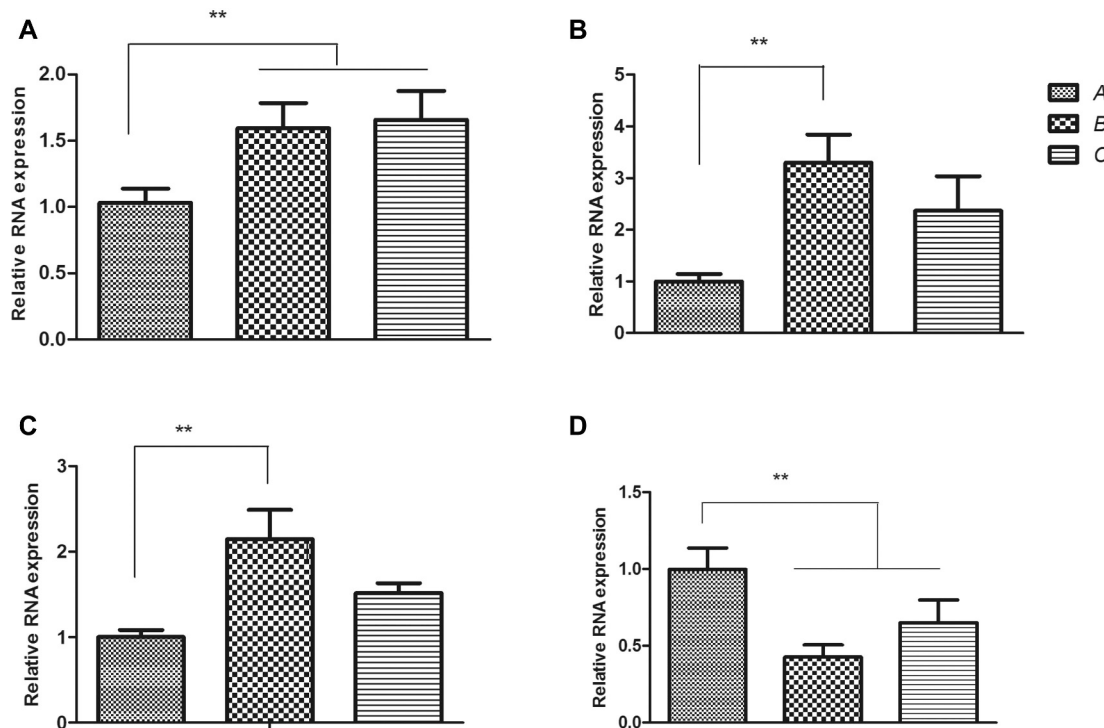 A
**
Relative RNA expression
2.0
1.5
1.0
0.5
0.0
B
**
Relative RNA expression
5
4
3
2
1
0
A
B
C
C
**
Relative RNA expression
3
2
1
0
D
**
Relative RNA expression
1.5
1.0
0.5
0.0